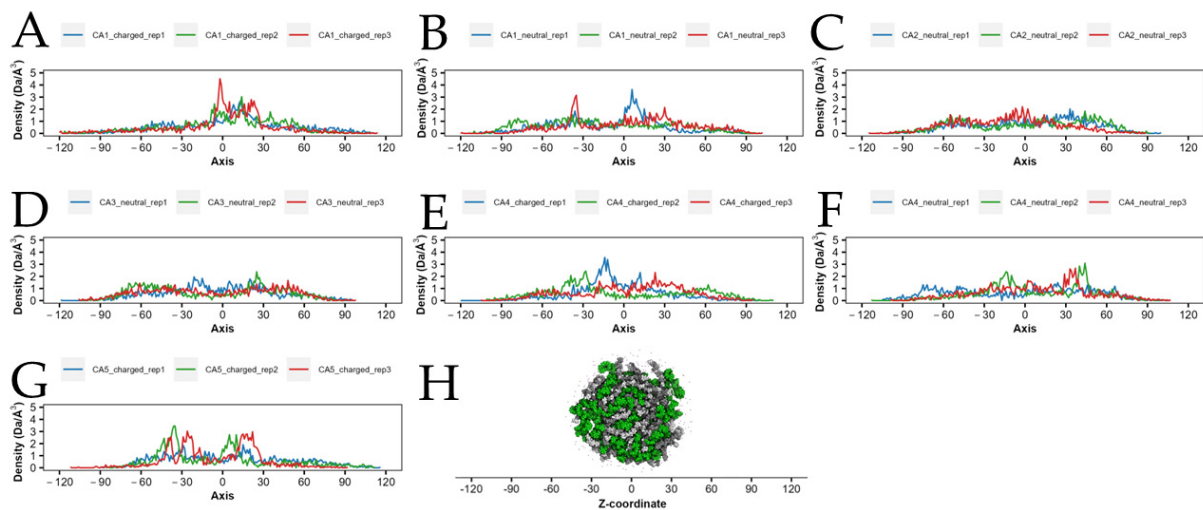 A
CA1_charged_rep1 CA1_charged_rep2 CA1_charged_rep3
Density (Da/Å³)
5
4
3
2
1
0
−120 −90 −60 −30 0 30 60 90 120
Axis
B
CA1_neutral_rep1 CA1_neutral_rep2 CA1_neutral_rep3
Density (Da/Å³)
5
4
3
2
1
0
−120 −90 −60 −30 0 30 60 90 120
Axis
C
CA2_neutral_rep1 CA2_neutral_rep2 CA2_neutral_rep3
Density (Da/Å³)
5
4
3
2
1
0
−120 −90 −60 −30 0 30 60 90 120
Axis
D
CA3_neutral_rep1 CA3_neutral_rep2 CA3_neutral_rep3
Density (Da/Å³)
5
4
3
2
1
0
−120 −90 −60 −30 0 30 60 90 120
Axis
E
CA4_charged_rep1 CA4_charged_rep2 CA4_charged_rep3
Density (Da/Å³)
5
4
3
2
1
0
−120 −90 −60 −30 0 30 60 90 120
Axis
F
CA4_neutral_rep1 CA4_neutral_rep2 CA4_neutral_rep3
Density (Da/Å³)
5
4
3
2
1
0
−120 −90 −60 −30 0 30 60 90 120
Axis
G
CA5_charged_rep1 CA5_charged_rep2 CA5_charged_rep3
Density (Da/Å³)
5
4
3
2
1
0
−120 −90 −60 −30 0 30 60 90 120
Axis
H
-120 -90 -60 -30 0 30 60 90 120
Z-coordinate